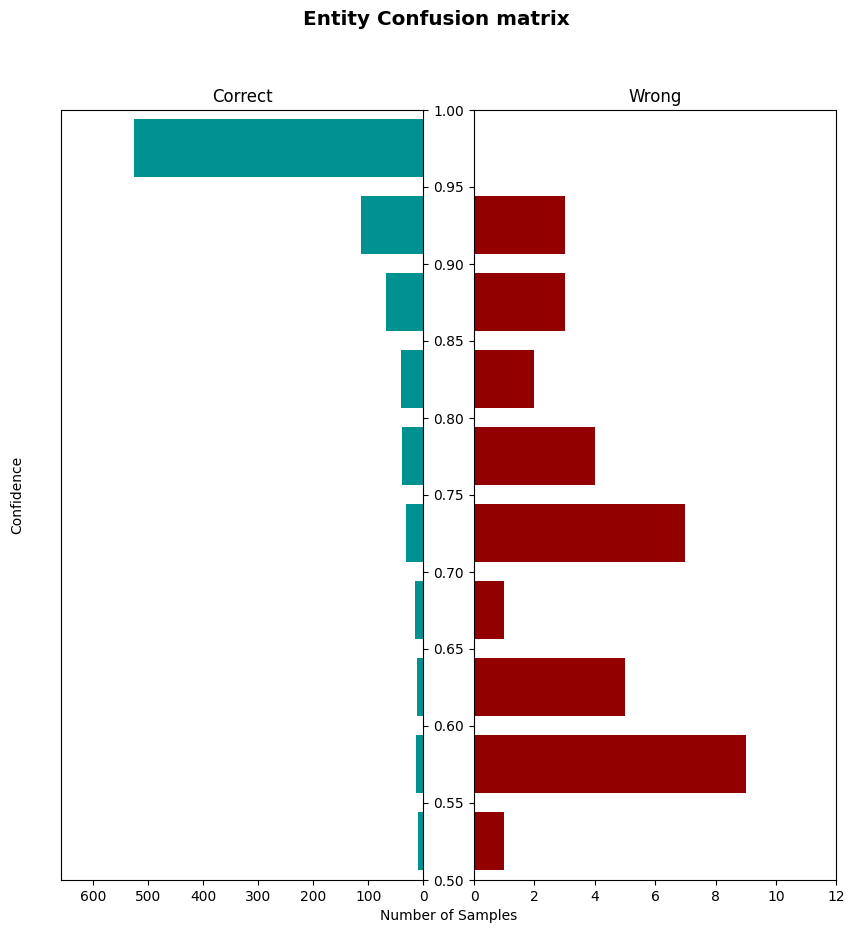 Entity Confusion matrix
Correct
Wrong
1.00
0.95
0.90
0.85
0.80
0.75
0.70
0.65
0.60
0.55
0.50
Confidence
600 500 400 300 200 100 0
0 2 4 6 8 10 12
Number of Samples